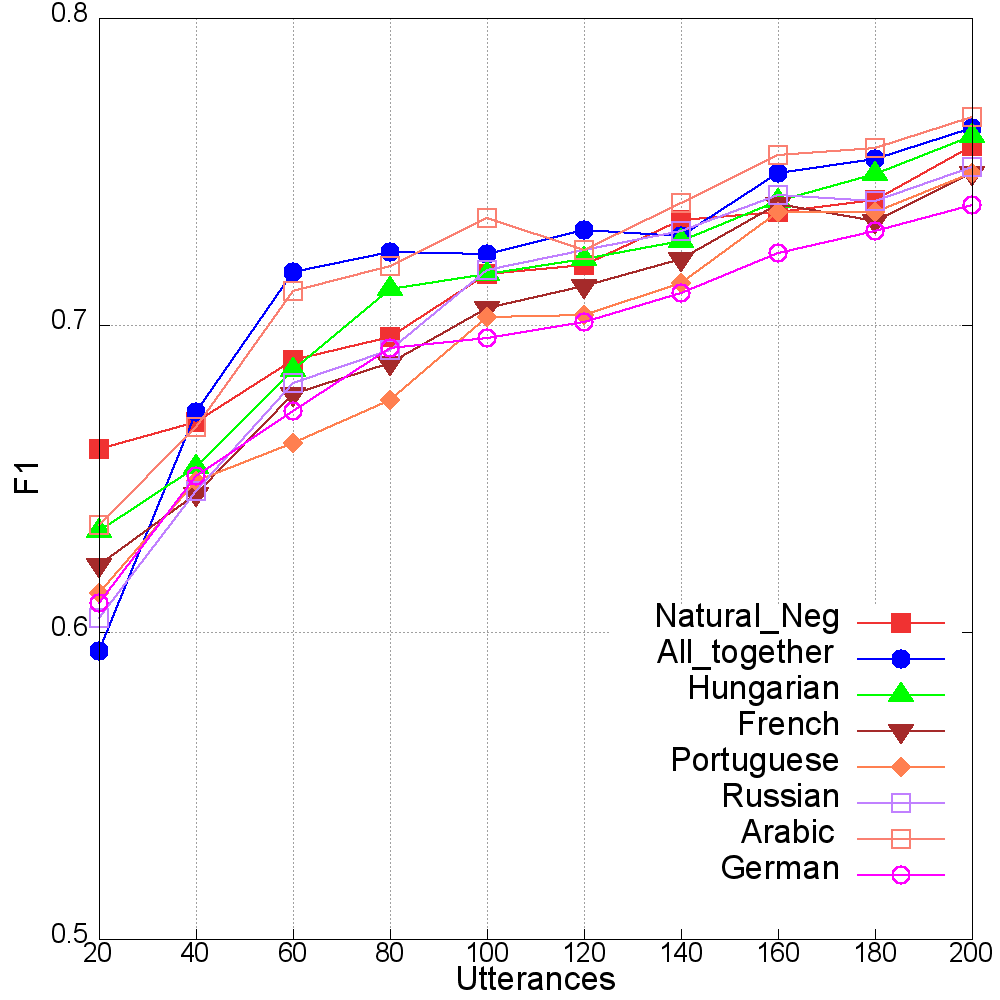 0.8
0.7
0.6
0.5
F1
Natural_Neg
All_together
Hungarian
French
Portuguese
Russian
Arabic
German
20 40 60 80 100 120 140 160 180 200
Utterances